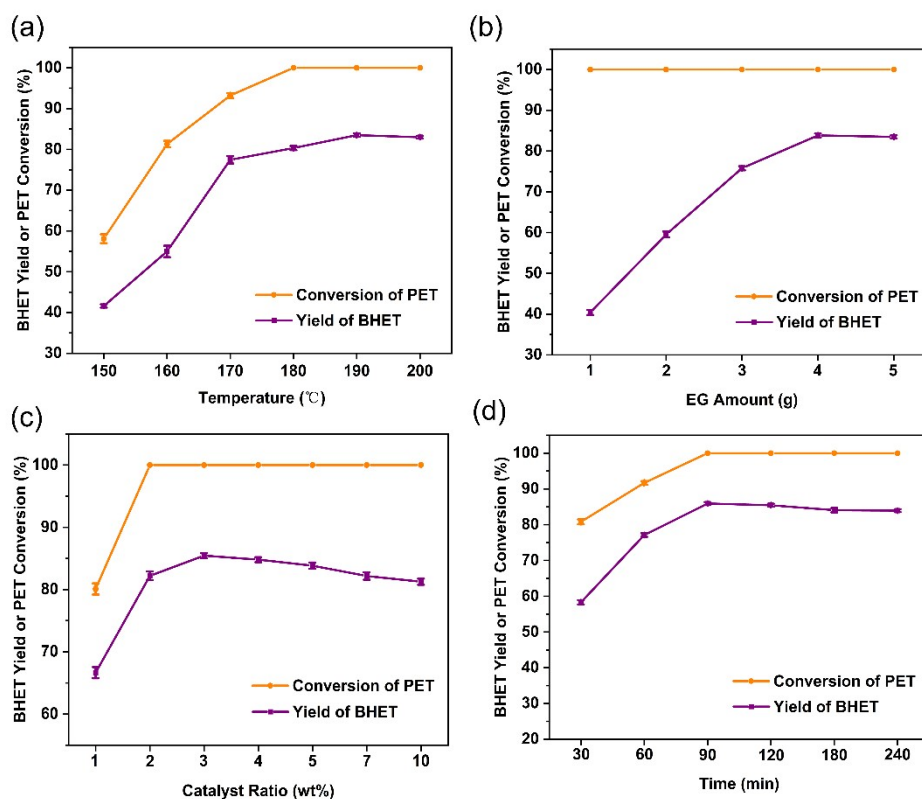 (a)
BHET Yield or PET Conversion (%)
100
90
80
70
60
50
40
30
Conversion of PET
Yield of BHET
150 160 170 180 190 200
Temperature (℃)
(b)
BHET Yield or PET Conversion (%)
100
90
80
70
60
50
40
30
Conversion of PET
Yield of BHET
1 2 3 4 5
EG Amount (g)
(c)
BHET Yield or PET Conversion (%)
100
90
80
70
60
Conversion of PET
Yield of BHET
1 2 3 4 5 7 10
Catalyst Ratio (wt%)
(d)
BHET Yield or PET Conversion (%)
100
90
80
70
60
50
40
30
20
Conversion of PET
Yield of BHET
30 60 90 120 180 240
Time (min)